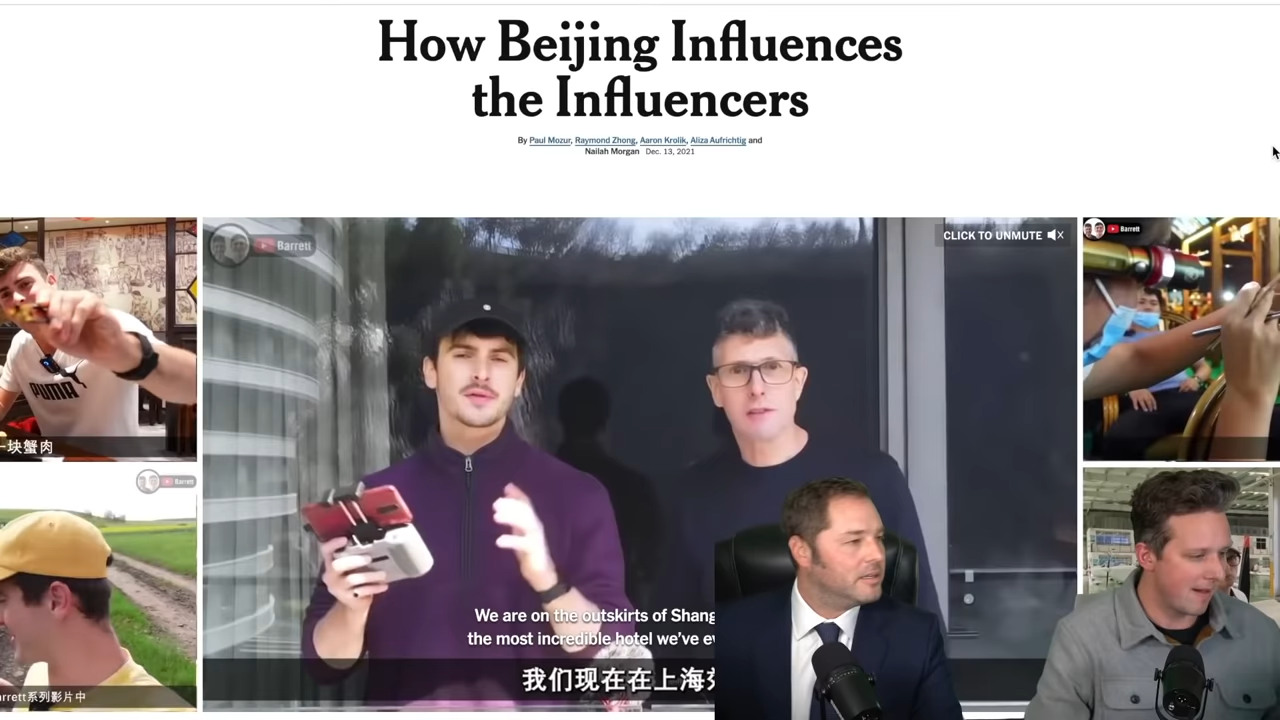 How Beijing Influences
the Influencers
By Paul Mozur, Raymond Zhong, Aaron Krolik, Aliza Aufrichtig and
Nailah Morgan Dec. 13, 2021
Barrett
CLICK TO UNMUTE
Barrett
PUMA
一块蟹肉
Barrett
We are on the outskirts of Shang
the most incredible hotel we've ev
我们现在在上海
rrett系列影片中